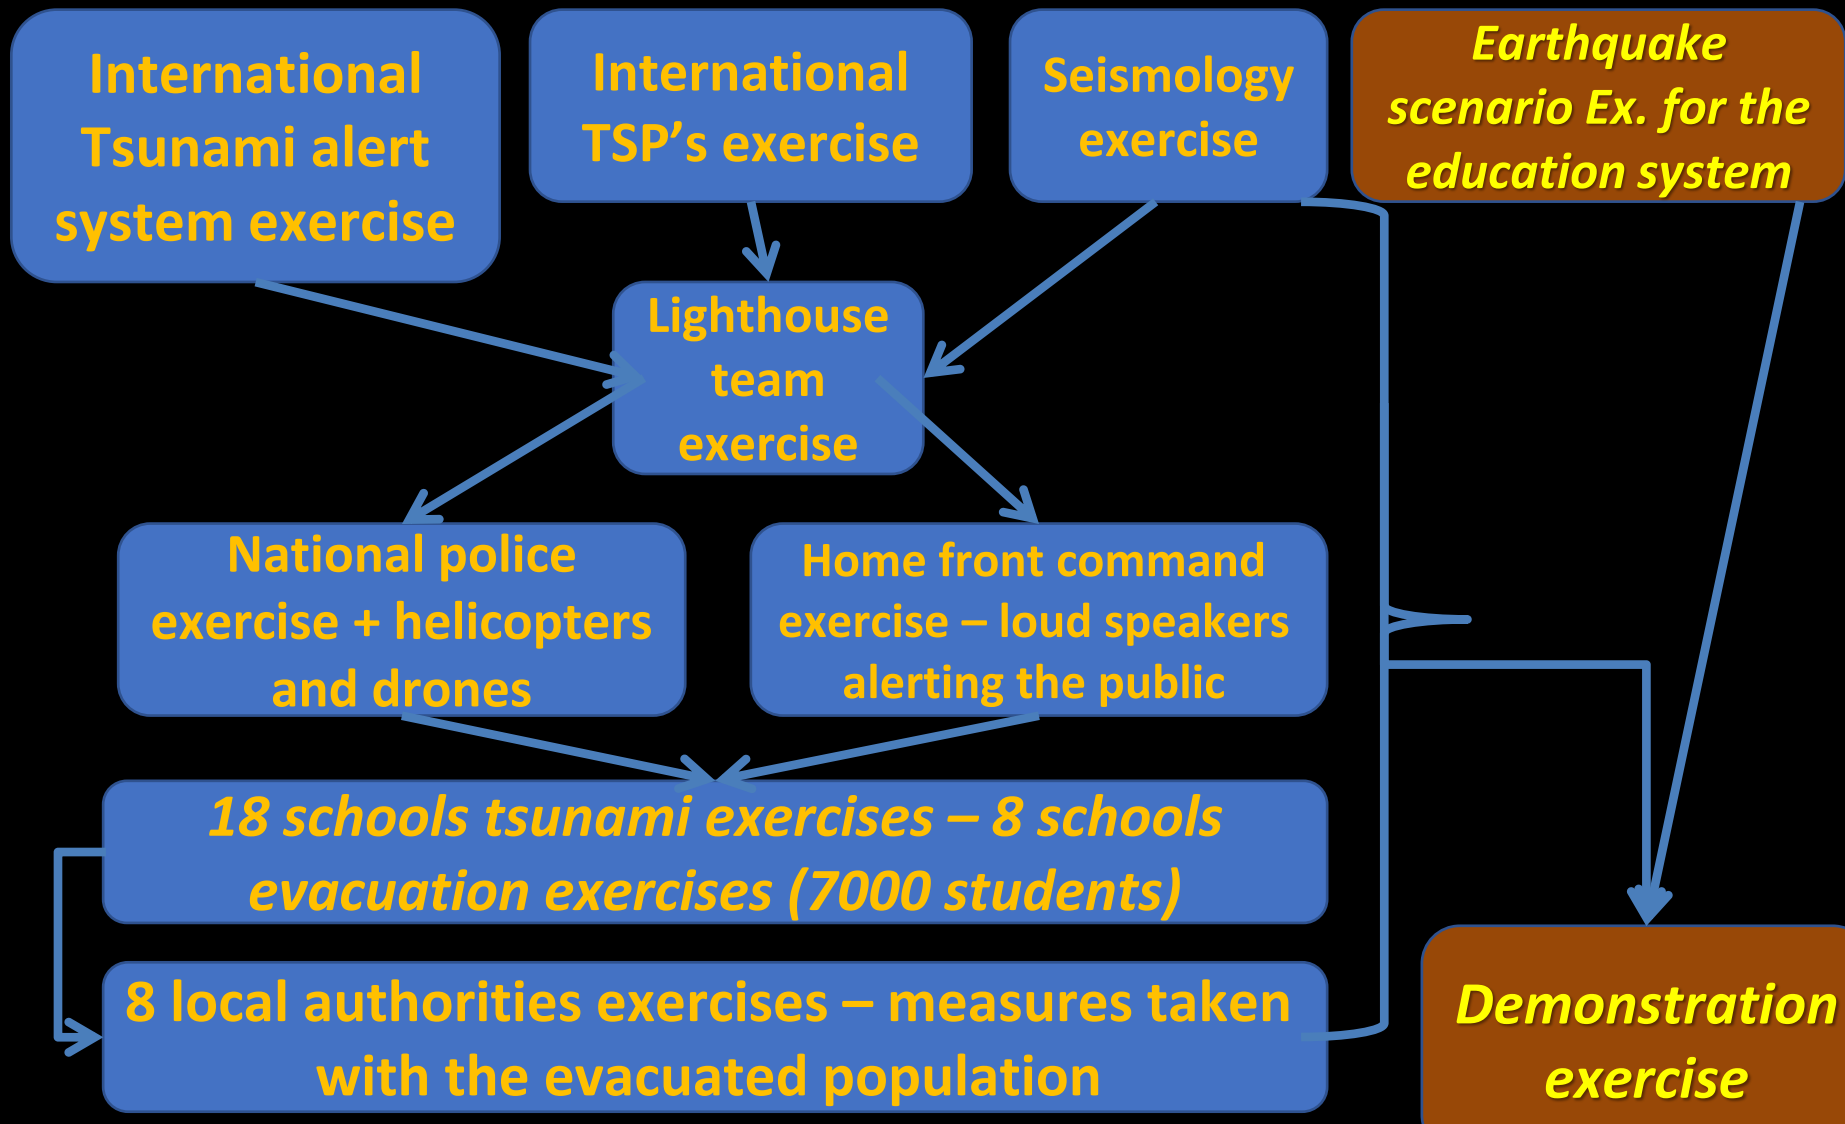 International
Tsunami alert
system exercise
International
TSP's exercise
Seismology
exercise
Earthquake
scenario Ex. for the
education system
Lighthouse
team
exercise
National police
exercise + helicopters
and drones
Home front command
exercise – loud speakers
alerting the public
18 schools tsunami exercises – 8 schools
evacuation exercises (7000 students)
8 local authorities exercises – measures taken
with the evacuated population
Demonstration
exercise